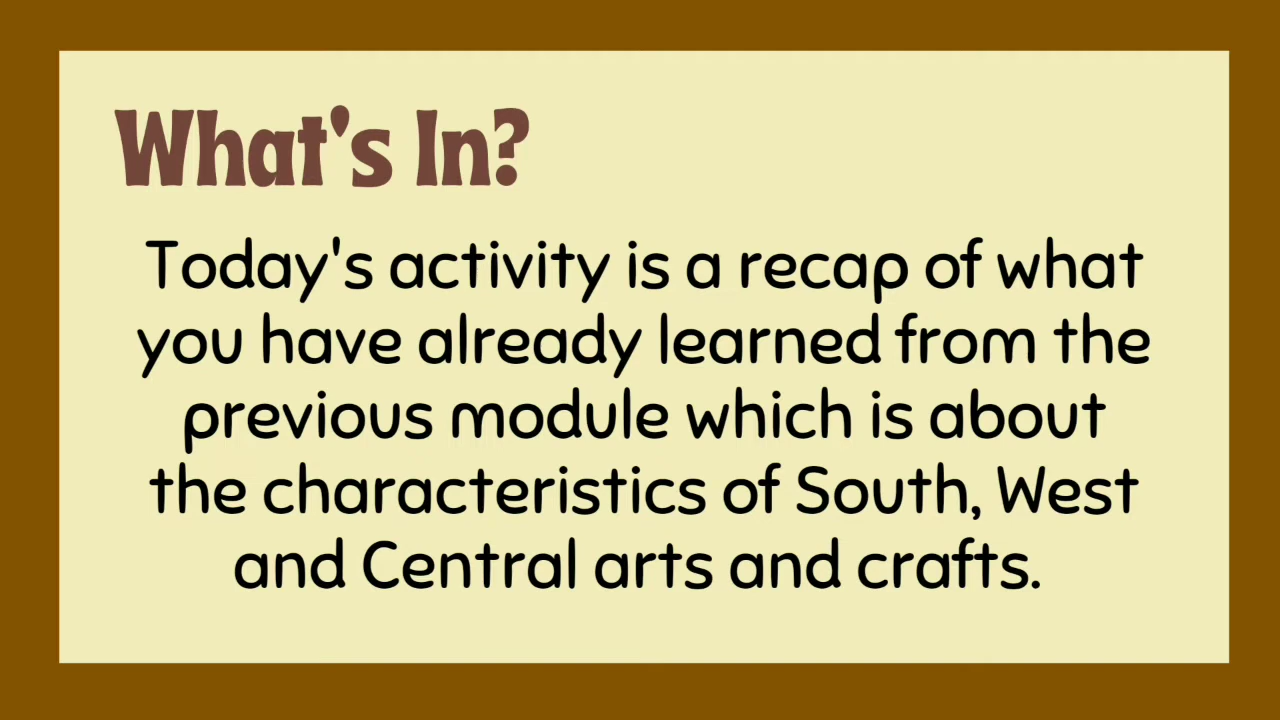 What's In?
Today's activity is a recap of what
you have already learned from the
previous module which is about
the characteristics of South, West
and Central arts and crafts.